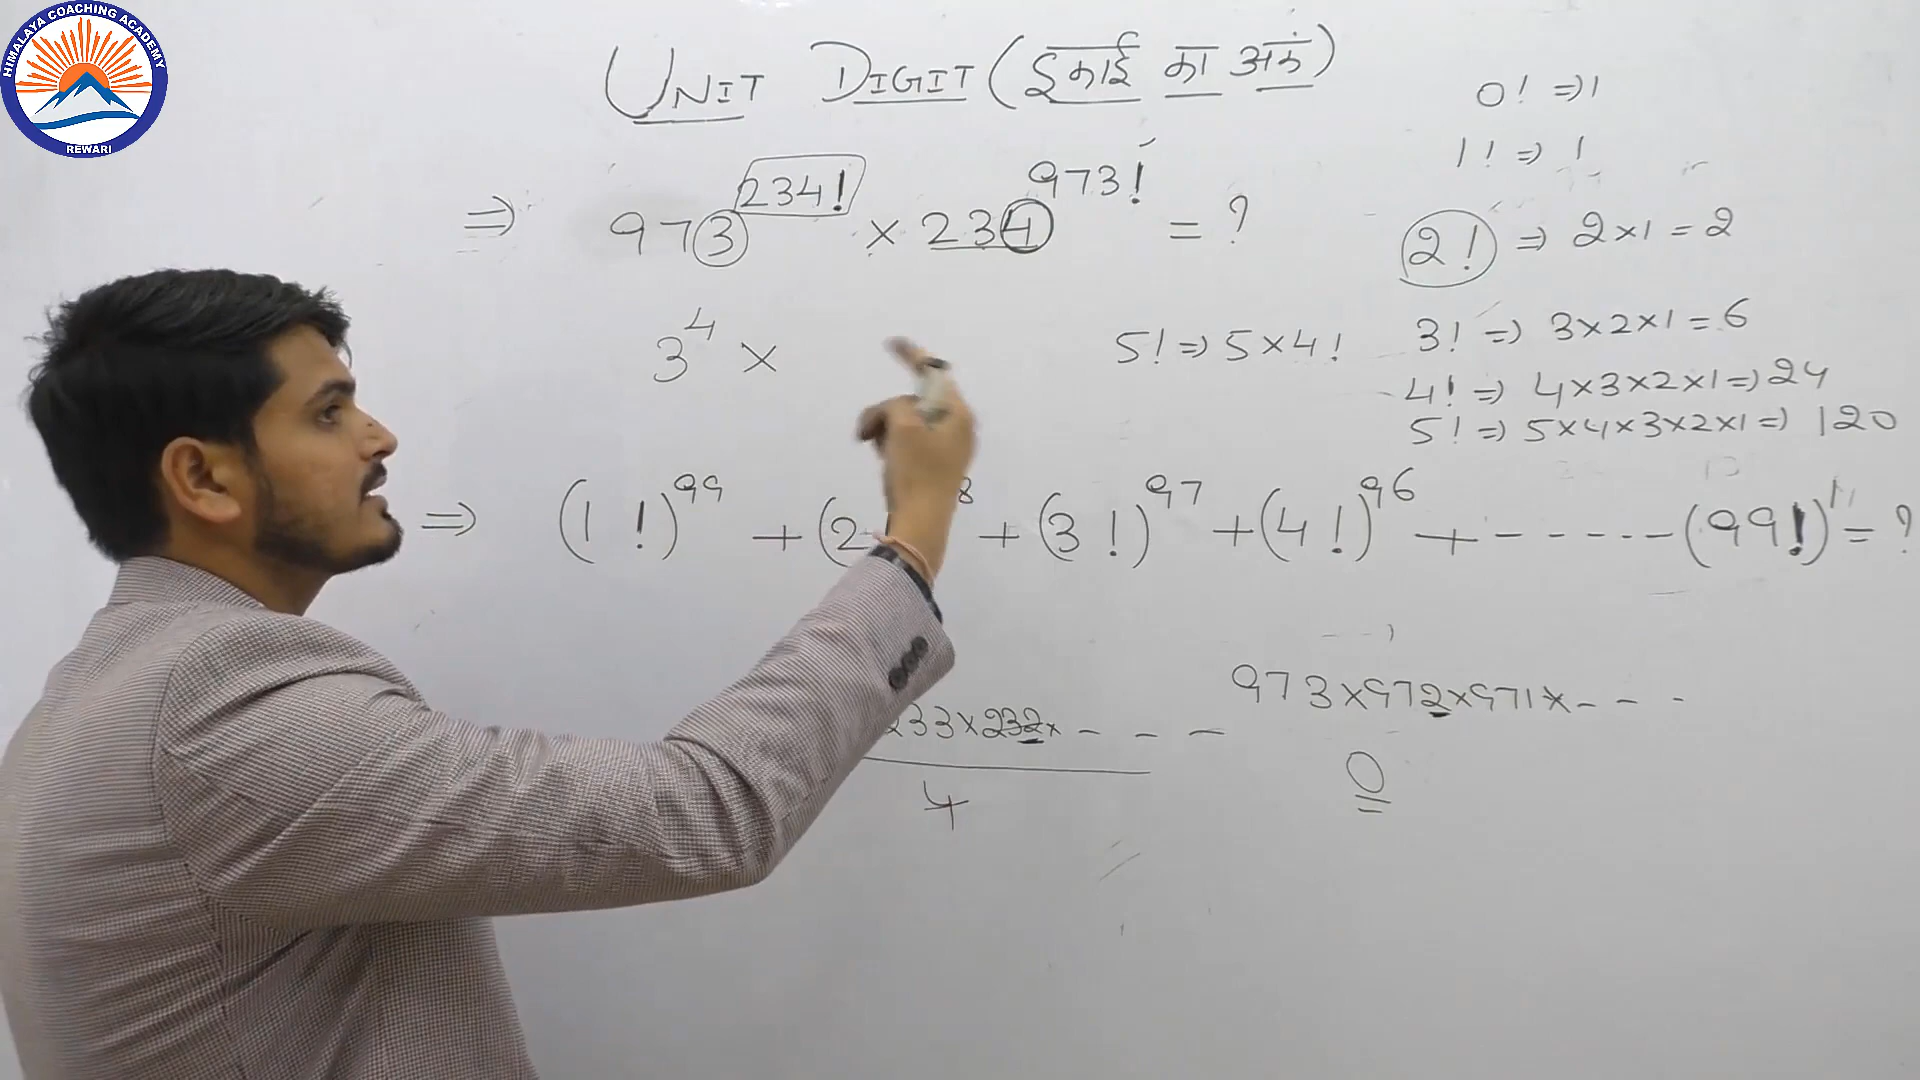 HIMALAYA COACHING ACADEMY
REWARI
UNIT DIGIT (इकाई का अंक)
⇒ 973^234! × 234^973! = ?
3^4 ×
0! ⇒ 1
1! ⇒ 1
2! ⇒ 2×1 = 2
3! ⇒ 3×2×1 = 6
4! ⇒ 4×3×2×1 ⇒ 24
5! ⇒ 5×4×3×2×1 ⇒ 120
5! ⇒ 5×4!
⇒ (1!)^99 + (2 8 + (3!)^97 + (4!)^96 + ------ (99!)^1 = ?
233×232× - - -
4
973×972×971× - - -
0